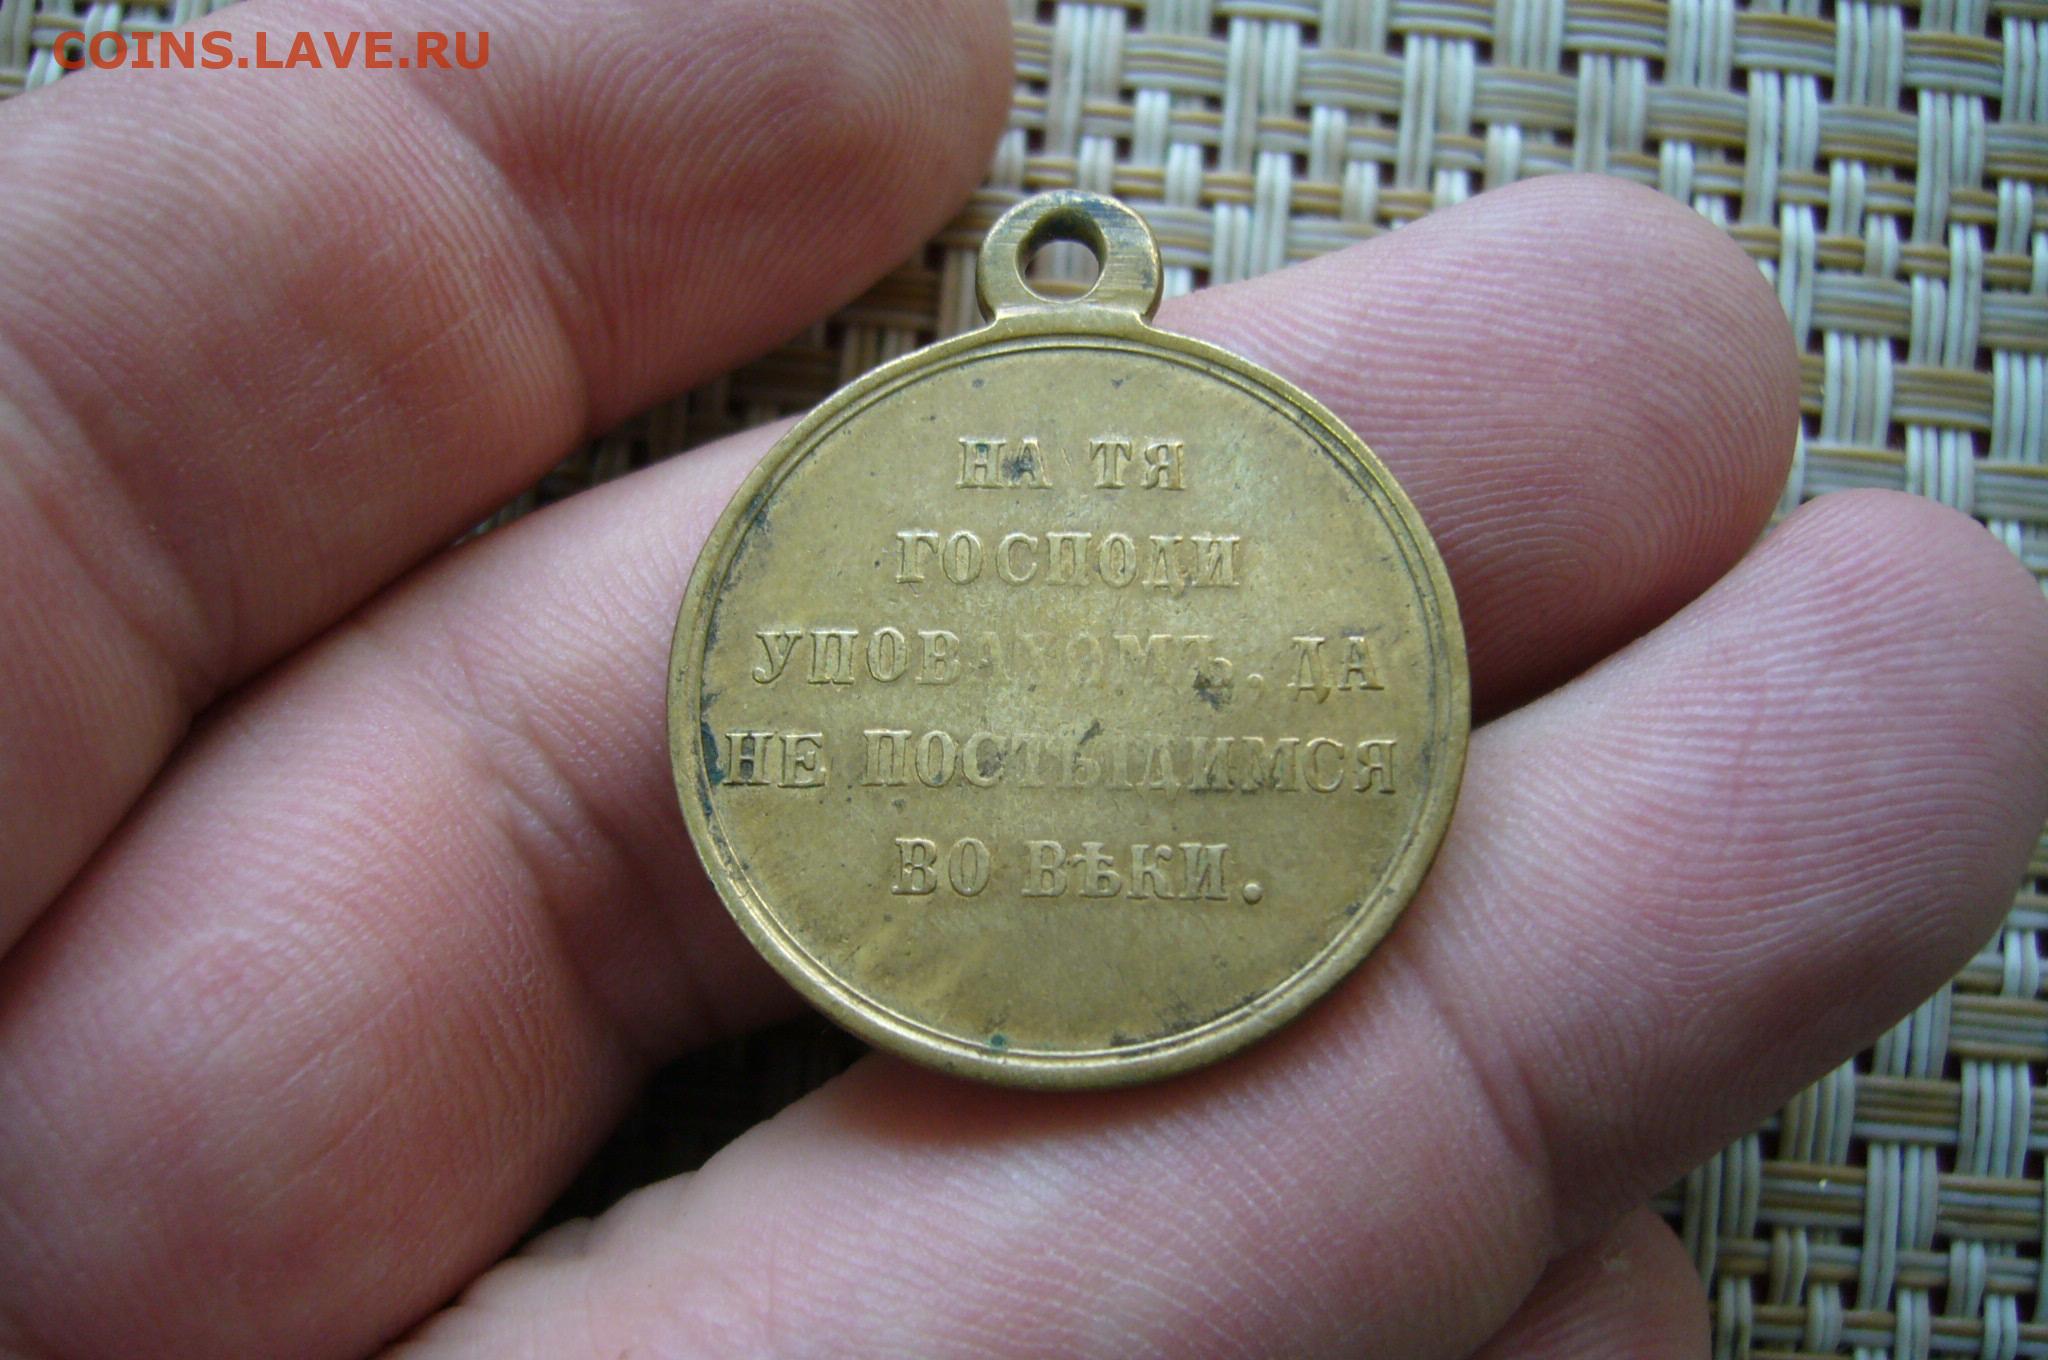 COINS.LAVE.RU
НА ТЯ
ГОСПОДИ
УПОВАХОМЪ, ДА
НЕ ПОСТЫДИМСЯ
ВО ВѢКИ.